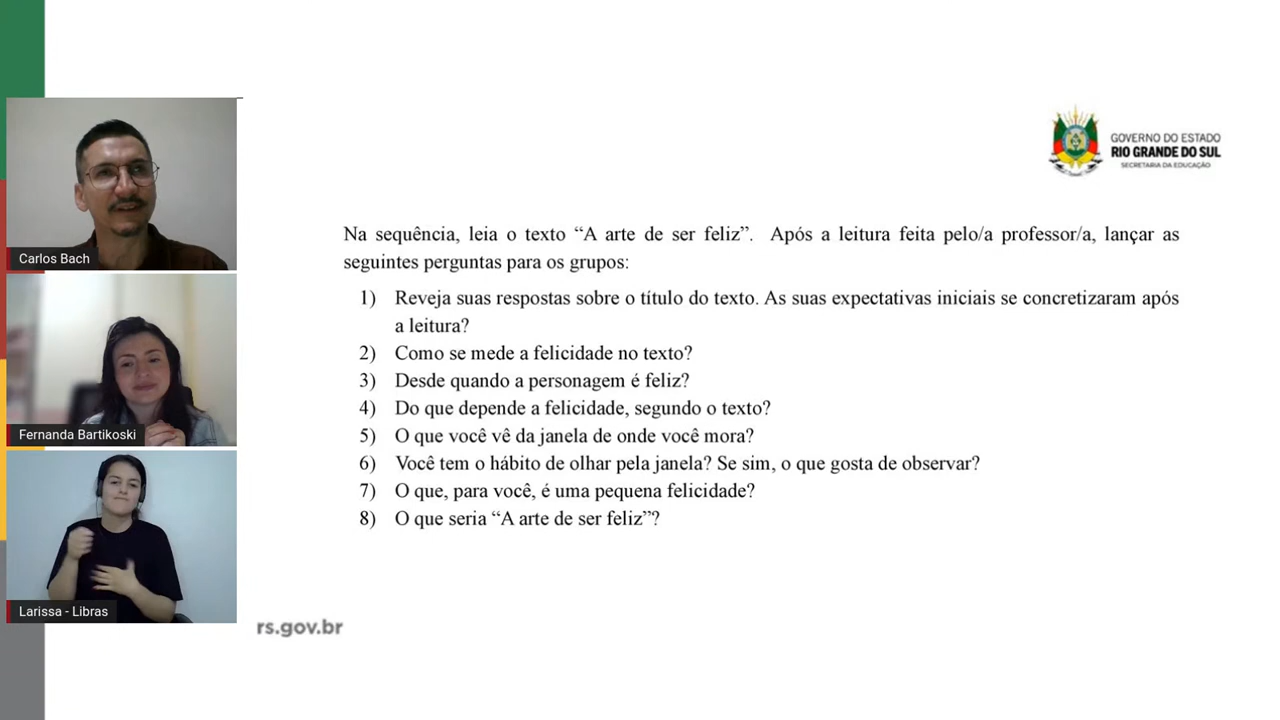 Carlos Bach
Fernanda Bartikoski
Larissa - Libras
GOVERNO DO ESTADO
RIO GRANDE DO SUL
SECRETARIA DA EDUCAÇÃO
Na sequência, leia o texto “A arte de ser feliz”. Após a leitura feita pelo/a professor/a, lançar as
seguintes perguntas para os grupos:
1) Reveja suas respostas sobre o título do texto. As suas expectativas iniciais se concretizaram após
a leitura?
2) Como se mede a felicidade no texto?
3) Desde quando a personagem é feliz?
4) Do que depende a felicidade, segundo o texto?
5) O que você vê da janela de onde você mora?
6) Você tem o hábito de olhar pela janela? Se sim, o que gosta de observar?
7) O que, para você, é uma pequena felicidade?
8) O que seria “A arte de ser feliz”?
rs.gov.br